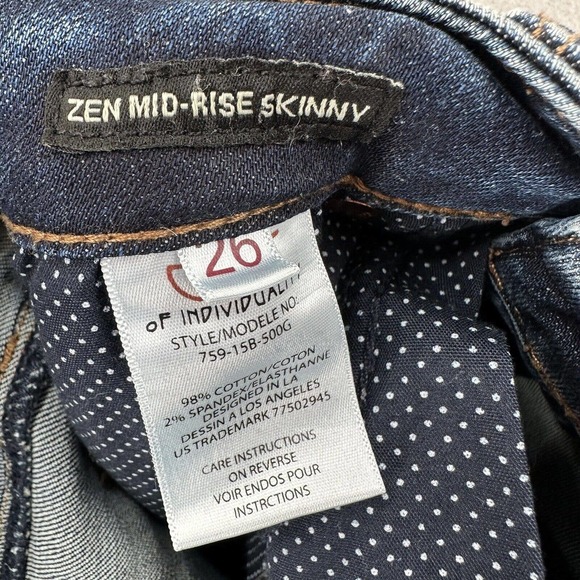 ZEN MID-RISE SKINNY
26
OF INDIVIDUALITY
STYLE/MODELE NO:
759-15B-500G
98% COTTON/COTON
2% SPANDEX/ELASTHANNE
DESIGNED IN LA
DESSIN A LOS ANGELES
US TRADEMARK 77502945
CARE INSTRUCTIONS
ON REVERSE
VOIR ENDOS POUR
INSTRCTIONS